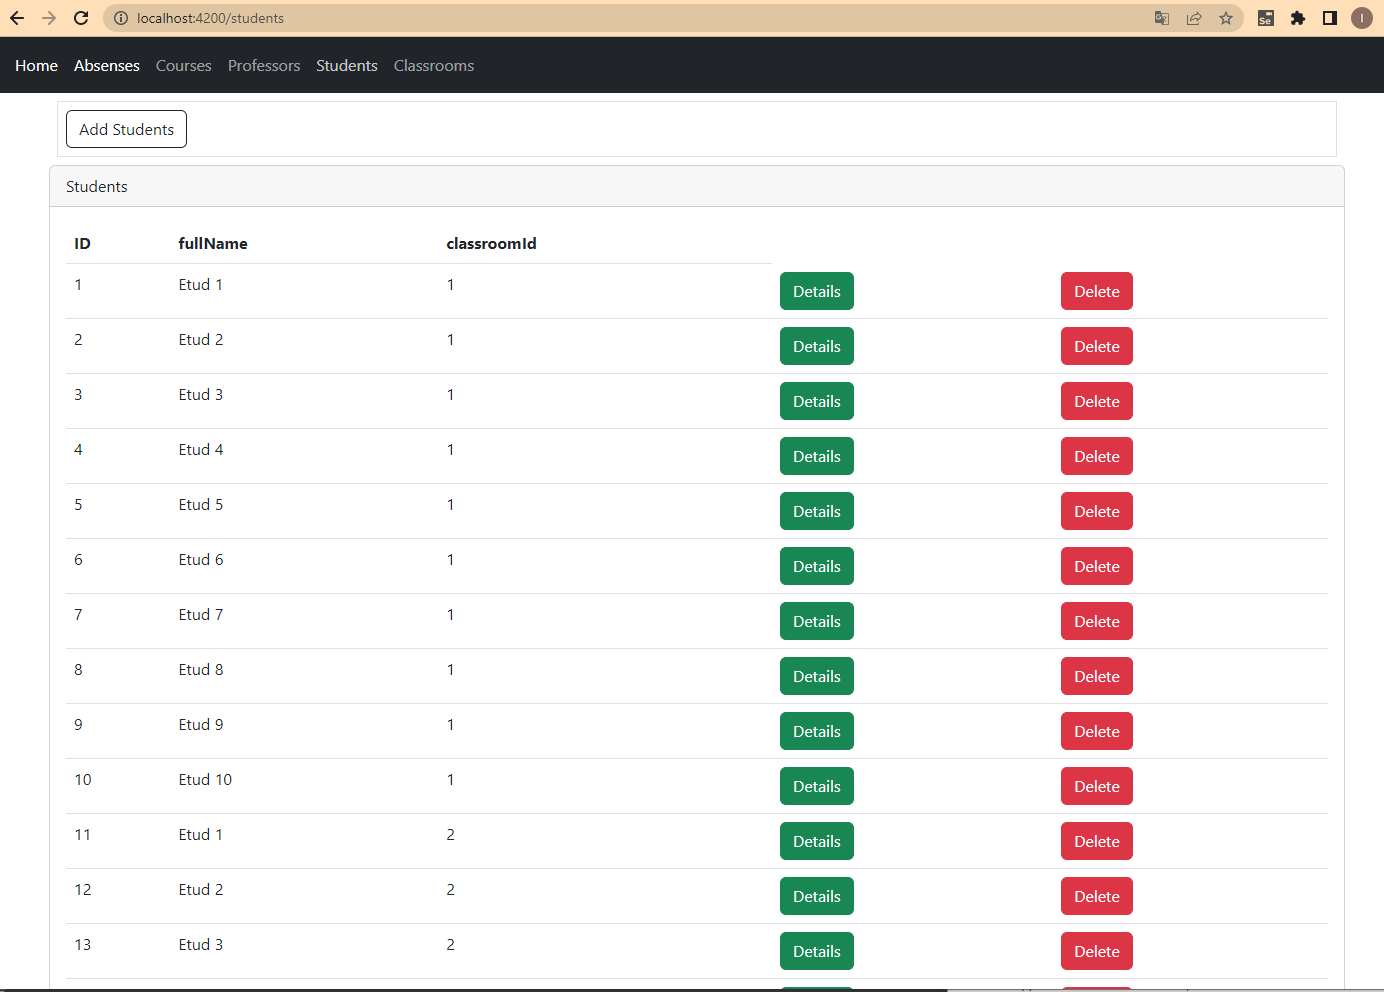 localhost:4200/students
Se
I
Home Absenses Courses Professors Students Classrooms
Add Students
Students
ID fullName classroomId
1 Etud 1 1 Details Delete
2 Etud 2 1 Details Delete
3 Etud 3 1 Details Delete
4 Etud 4 1 Details Delete
5 Etud 5 1 Details Delete
6 Etud 6 1 Details Delete
7 Etud 7 1 Details Delete
8 Etud 8 1 Details Delete
9 Etud 9 1 Details Delete
10 Etud 10 1 Details Delete
11 Etud 1 2 Details Delete
12 Etud 2 2 Details Delete
13 Etud 3 2 Details Delete